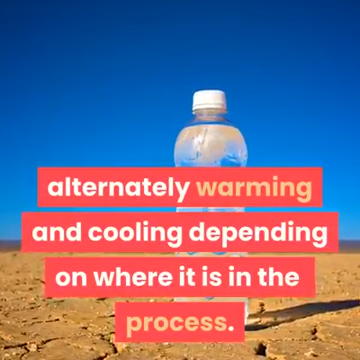 alternately warming
and cooling depending
on where it is in the
process.